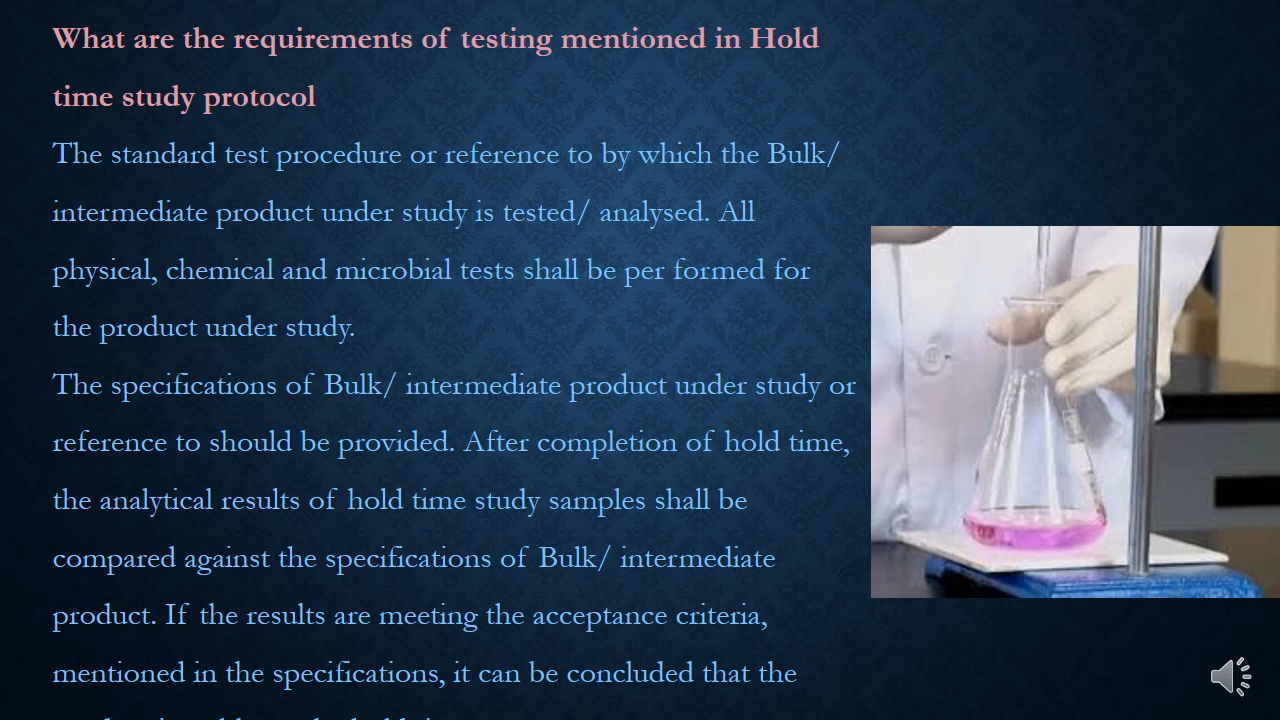 What are the requirements of testing mentioned in Hold
time study protocol
The standard test procedure or reference to by which the Bulk/
intermediate product under study is tested/ analysed. All
physical, chemical and microbial tests shall be per formed for
the product under study.
The specifications of Bulk/ intermediate product under study or
reference to should be provided. After completion of hold time,
the analytical results of hold time study samples shall be
compared against the specifications of Bulk/ intermediate
product. If the results are meeting the acceptance criteria,
mentioned in the specifications, it can be concluded that the